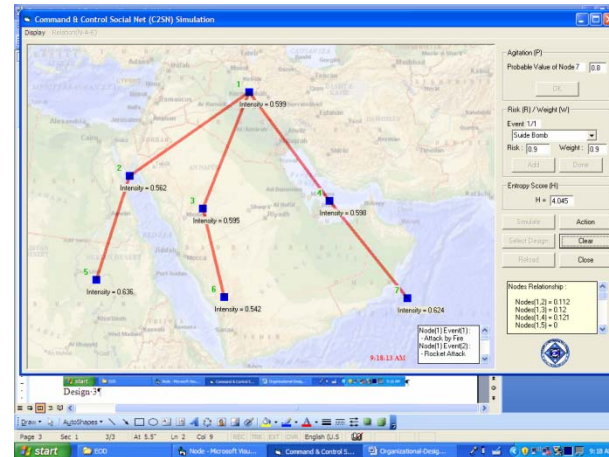 Command & Control Social Net (C2SN) Simulation
Display Relation(N-A-E)
1
Intensity = 0.599
2
Intensity = 0.562
3
Intensity = 0.595
4
Intensity = 0.598
5
Intensity = 0.636
6
Intensity = 0.542
7
Intensity = 0.624
Node(1) Event(1) :
- Attack by Fire
Node(1) Event(2) :
- Rocket Attack
9:18:13 AM
Agitation (P)
Probable Value of Node 7 0.8
OK
Risk (R) / Weight (W)
Event 1/1
Suide Bomb
Risk : 0.9 Weight : 0.9
Add Done
Entropy Score (H)
H = 4.045
Simulate Action
Select Design Clear
Reload Close
Nodes Relationship :
Nodes(1,2) = 0.112
Nodes(1,3) = 0.12
Nodes(1,4) = 0.121
Nodes(1,5) = 0
Design·3¶
Draw AutoShapes
Page 3 Sec 1 3/3 At 5.5" Ln 2 Col 9 REC TRK EXT OVR English (U.S
start EOD Node - Microsoft Visu... Command & Control S... Organizational-Desig... 9:18 AM